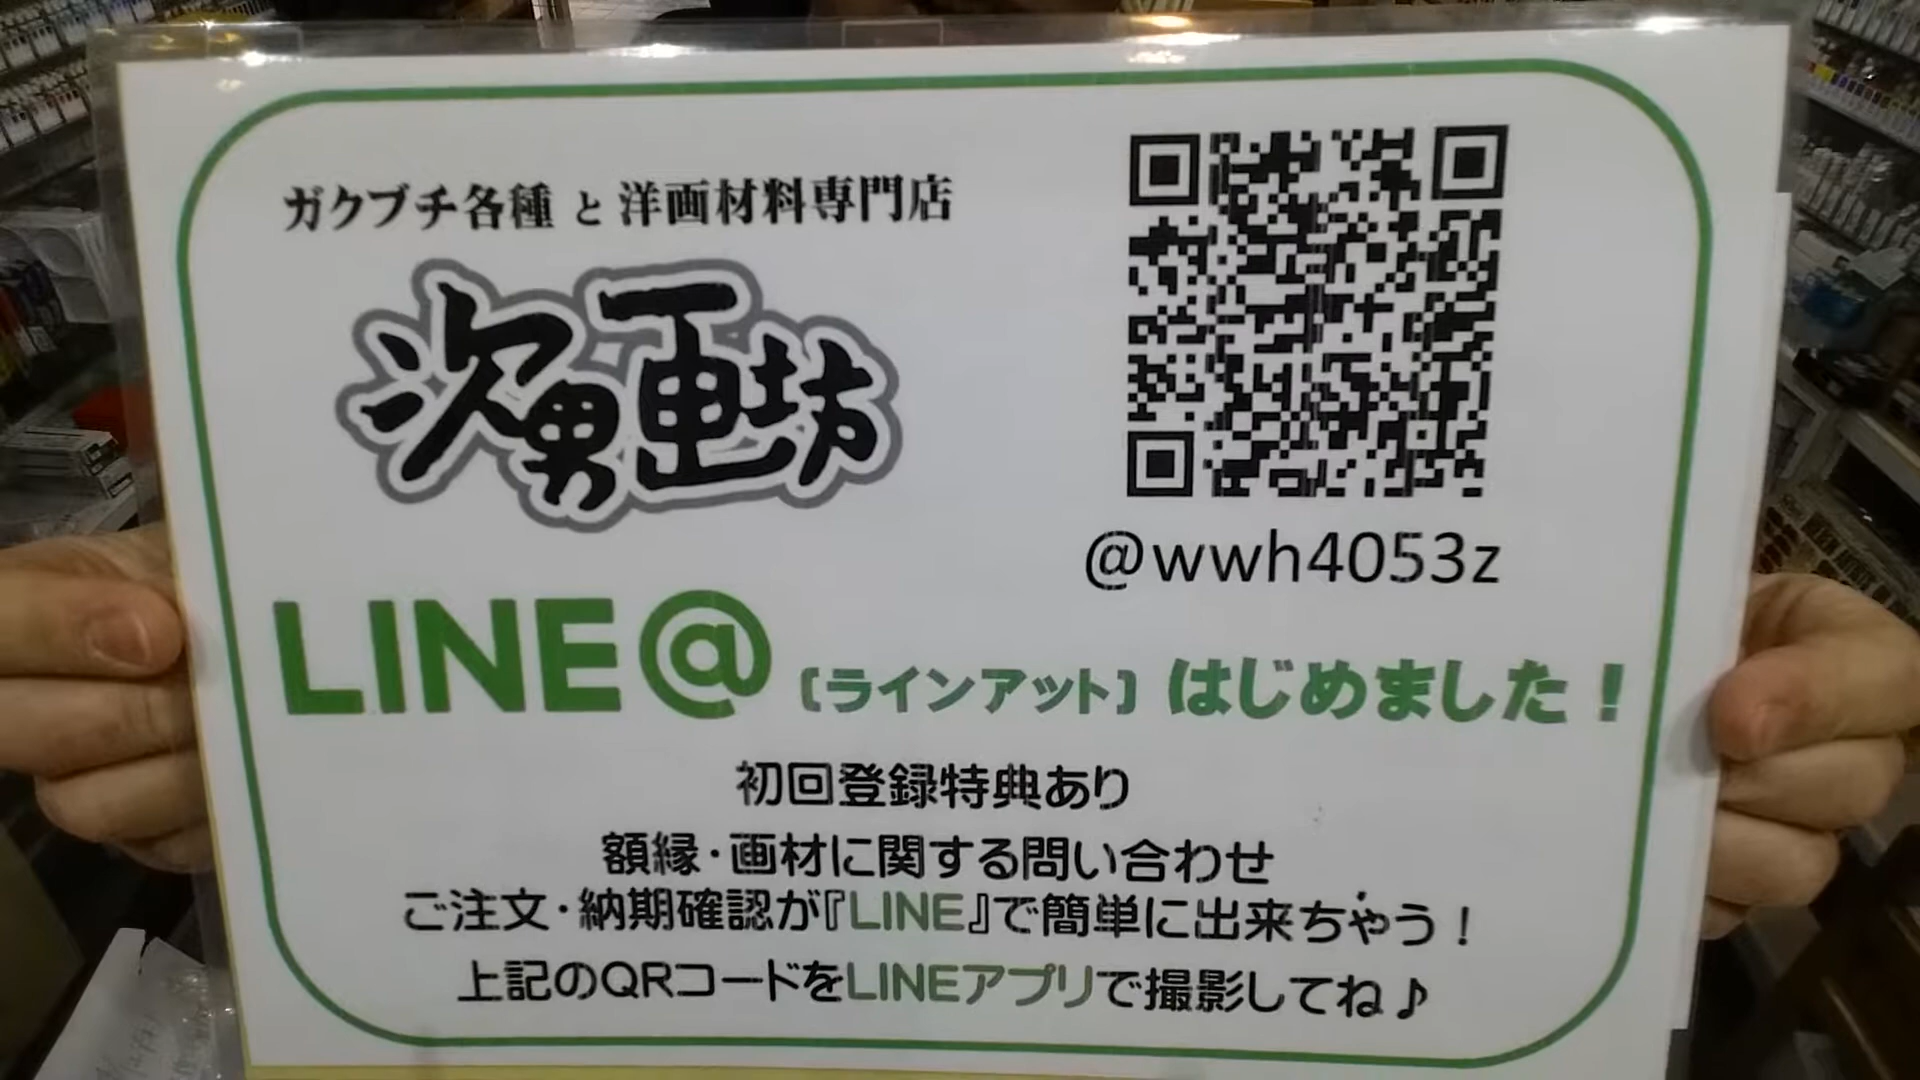 ガクブチ各種 と 洋画材料専門店
次男画坊
@wwh4053z
LINE@〔ラインアット〕はじめました!
初回登録特典あり
額縁・画材に関する問い合わせ
ご注文・納期確認が『LINE』で簡単に出来ちゃう!
上記のQRコードをLINEアプリで撮影してね♪